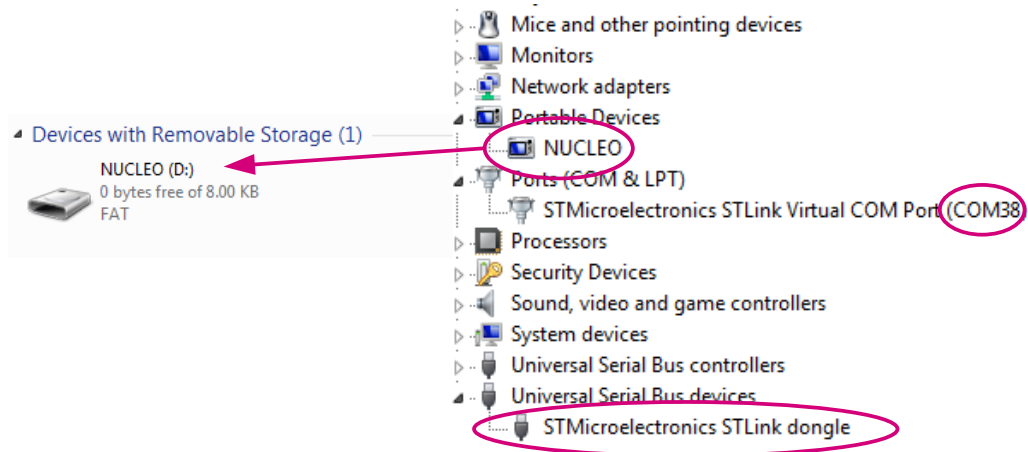 Devices with Removable Storage (1)
NUCLEO (D:)
0 bytes free of 8.00 KB
FAT
Mice and other pointing devices
Monitors
Network adapters
Portable Devices
NUCLEO
Ports (COM & LPT)
STMicroelectronics STLink Virtual COM Port (COM38)
Processors
Security Devices
Sound, video and game controllers
System devices
Universal Serial Bus controllers
Universal Serial Bus devices
STMicroelectronics STLink dongle